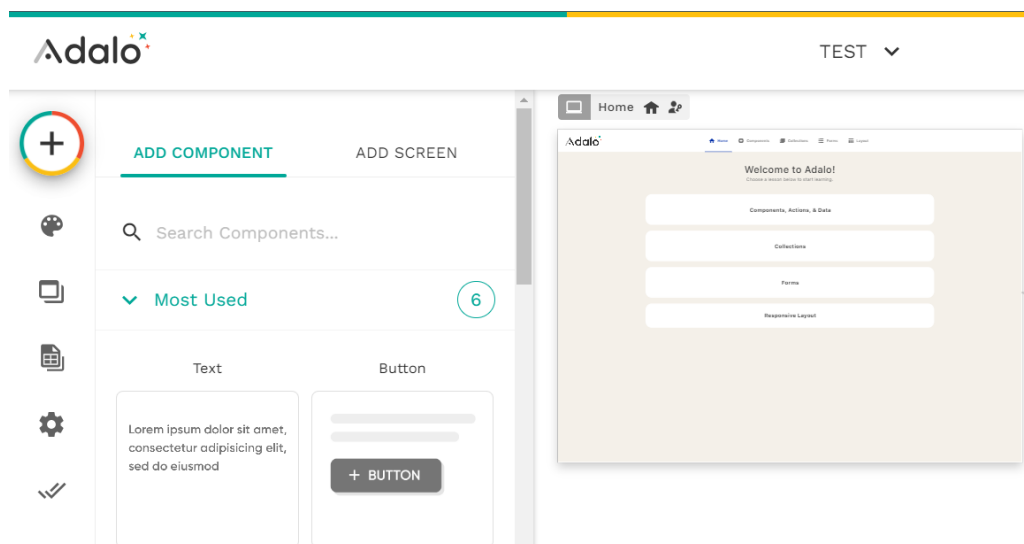 Adalo
TEST
Home
ADD COMPONENT
ADD SCREEN
Search Components...
Most Used
6
Text
Button
Lorem ipsum dolor sit amet,
consectetur adipisicing elit,
sed do eiusmod
+ BUTTON
Adalo
Home
Components
Collections
Forms
Layout
Welcome to Adalo!
Choose a lesson below to start learning.
Components, Actions, & Data
Collections
Forms
Responsive Layout